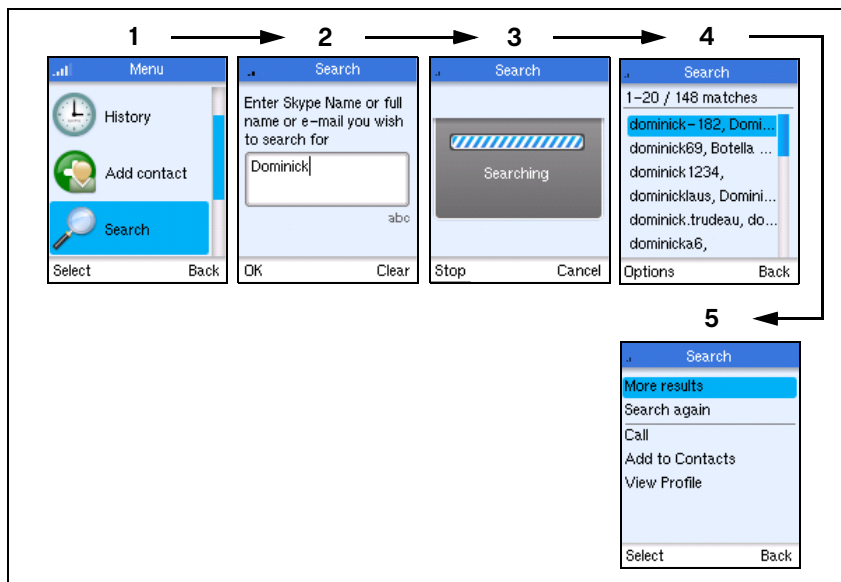 1
2
3
4
Menu
History
Add contact
Search
Select
Back
Search
Enter Skype Name or full
name or e-mail you wish
to search for
Dominick
abc
OK
Clear
Search
Searching
Stop
Cancel
Search
1-20 / 148 matches
dominick-182, Domi...
dominick69, Botella ...
dominick1234,
dominicklaus, Domini...
dominick.trudeau, do...
dominicka6,
Options
Back
5
Search
More results
Search again
Call
Add to Contacts
View Profile
Select
Back